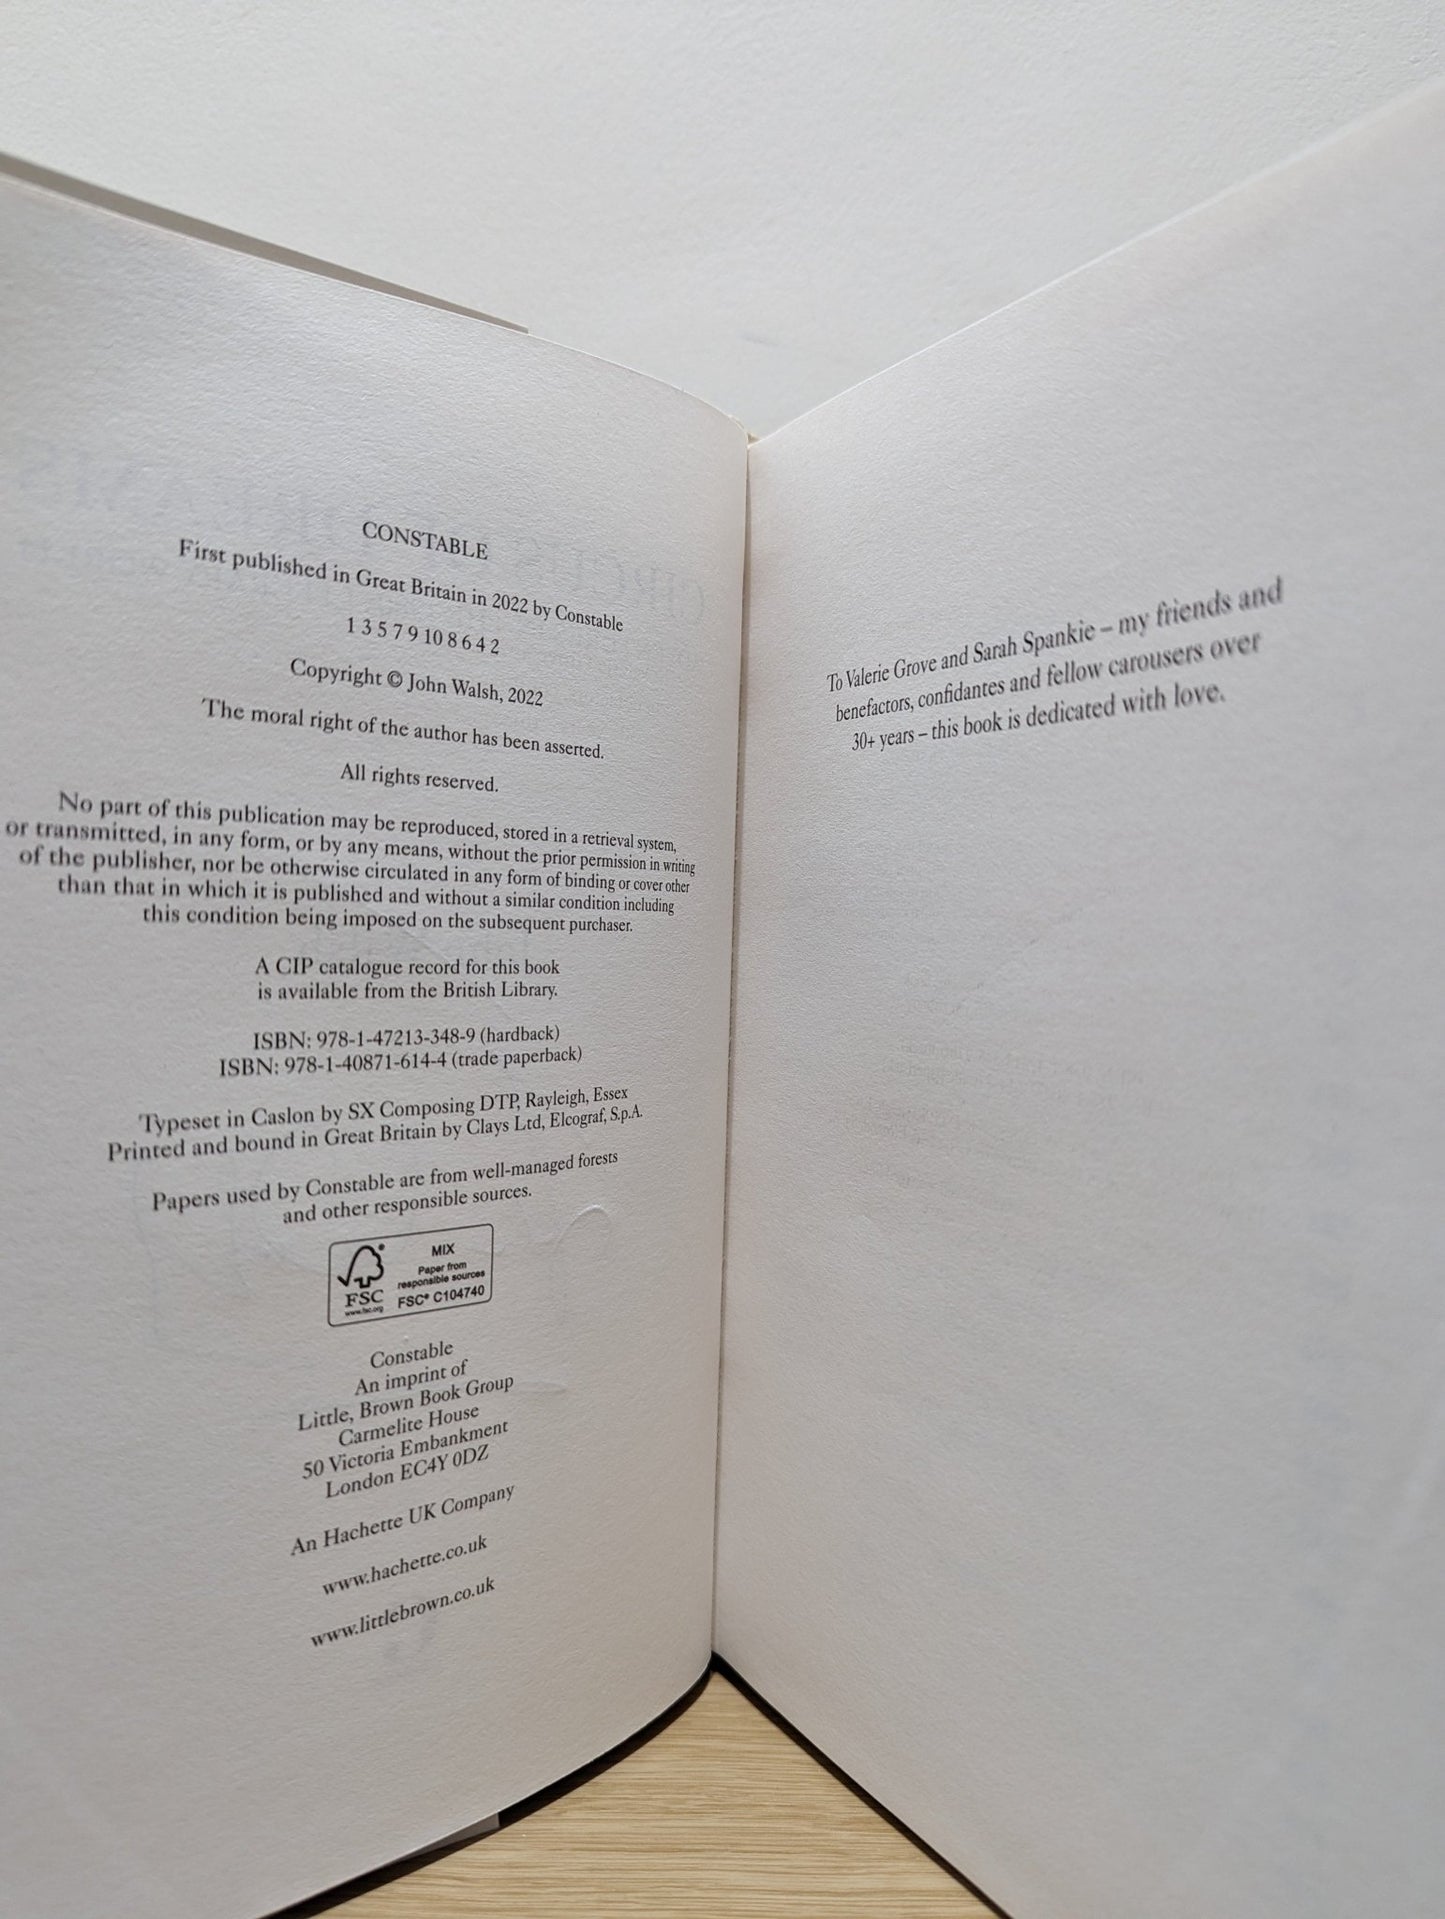 CONSTABLE
First published in Great Britain in 2022 by Constable
1 3 5 7 9 10 8 6 4 2
Copyright © John Walsh, 2022
The moral right of the author has been asserted.
All rights reserved.
No part of this publication may be reproduced, stored in a retrieval system,
or transmitted, in any form, or by any means, without the prior permission in writing
of the publisher, nor be otherwise circulated in any form of binding or cover other
than that in which it is published and without a similar condition including
this condition being imposed on the subsequent purchaser.
A CIP catalogue record for this book
is available from the British Library.
ISBN: 978-1-47213-348-9 (hardback)
ISBN: 978-1-40871-614-4 (trade paperback)
Typeset in Caslon by SX Composing DTP, Rayleigh, Essex
Printed and bound in Great Britain by Clays Ltd, Elcograf, S.p.A.
Papers used by Constable are from well-managed forests
and other responsible sources.
FSC
www.fsc.org
MIX
Paper from
responsible sources
FSC® C104740
Constable
An imprint of
Little, Brown Book Group
Carmelite House
50 Victoria Embankment
London EC4Y 0DZ
An Hachette UK Company
www.hachette.co.uk
www.littlebrown.co.uk
To Valerie Grove and Sarah Spankie – my friends and
benefactors, confidantes and fellow carousers over
30+ years – this book is dedicated with love.